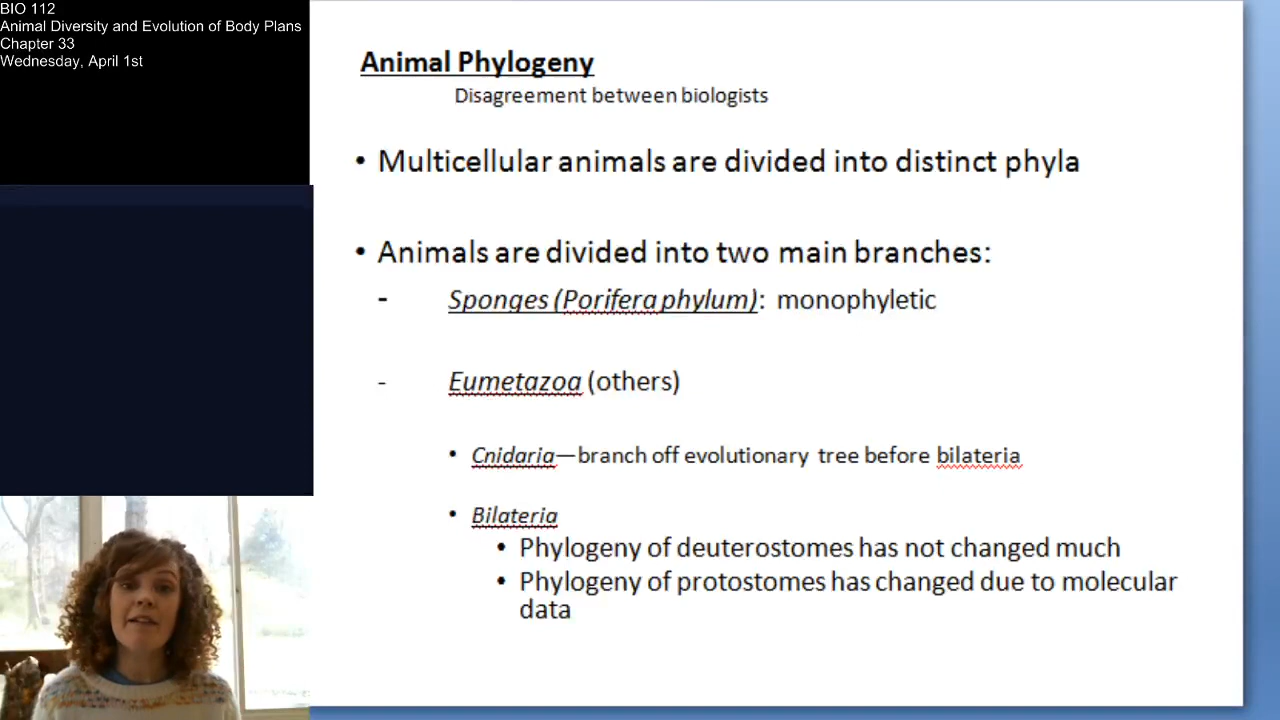 BIO 112
Animal Diversity and Evolution of Body Plans
Chapter 33
Wednesday, April 1st
Animal Phylogeny
Disagreement between biologists
• Multicellular animals are divided into distinct phyla
• Animals are divided into two main branches:
- Sponges (Porifera phylum): monophyletic
- Eumetazoa (others)
• Cnidaria—branch off evolutionary tree before bilateria
• Bilateria
• Phylogeny of deuterostomes has not changed much
• Phylogeny of protostomes has changed due to molecular
data